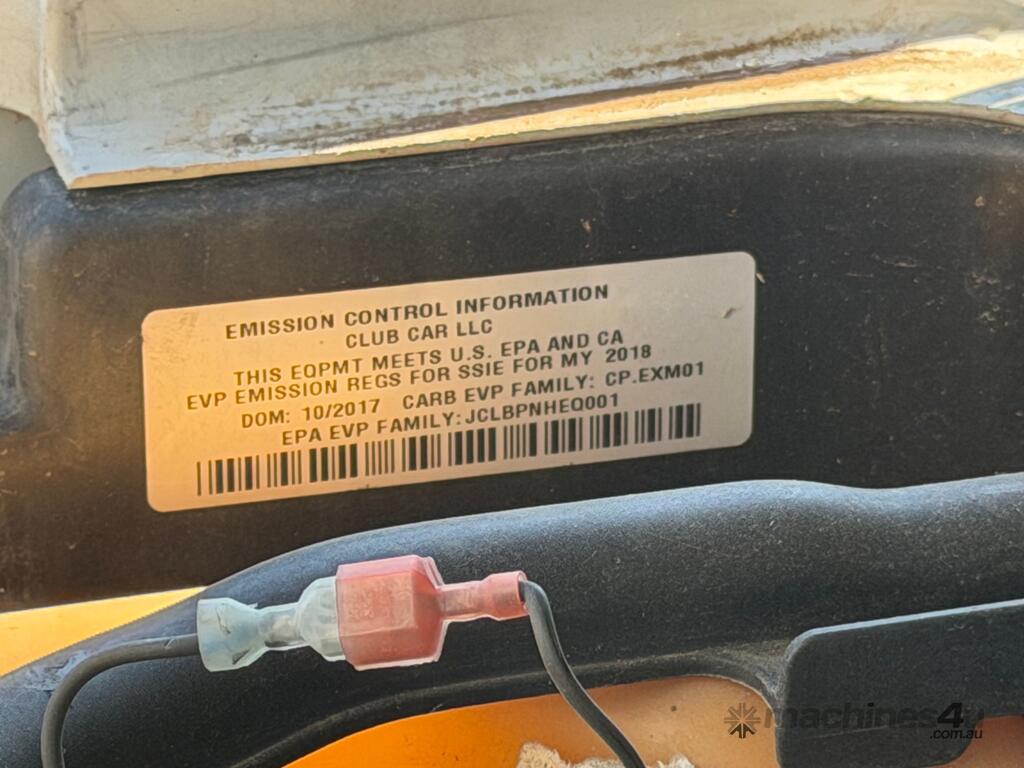 EMISSION CONTROL INFORMATION
CLUB CAR LLC
THIS EQPMT MEETS U.S. EPA AND CA
EVP EMISSION REGS FOR SSIE FOR MY 2018
DOM: 10/2017 CARB EVP FAMILY: CP.EXM01
EPA EVP FAMILY: JCLBPNHEQ001
machines4u
.com.au